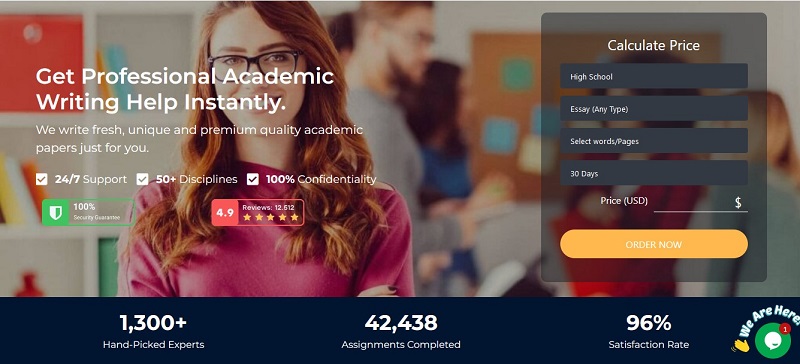 Get Professional Academic
Writing Help Instantly.
We write fresh, unique and premium quality academic
papers just for you.
24/7 Support
50+ Disciplines
100% Confidentiality
100%
Security Guarantee
4.9
Reviews: 12.512
Calculate Price
High School
Essay (Any Type)
Select words/Pages
30 Days
Price (USD)
$
ORDER NOW
1,300+
Hand-Picked Experts
42,438
Assignments Completed
96%
Satisfaction Rate
We Are Here!
1